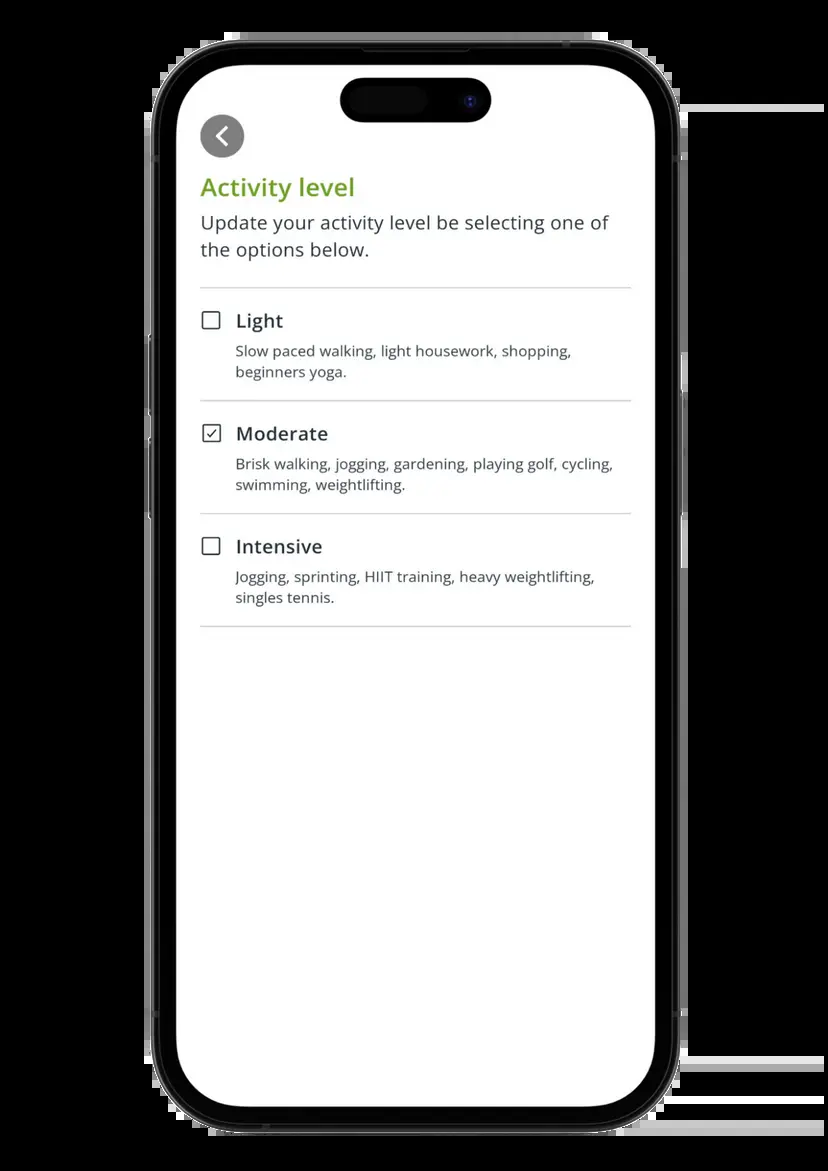 Activity level
Update your activity level be selecting one of
the options below.
Light
Slow paced walking, light housework, shopping,
beginners yoga.
Moderate
Brisk walking, jogging, gardening, playing golf, cycling,
swimming, weightlifting.
Intensive
Jogging, sprinting, HIIT training, heavy weightlifting,
singles tennis.